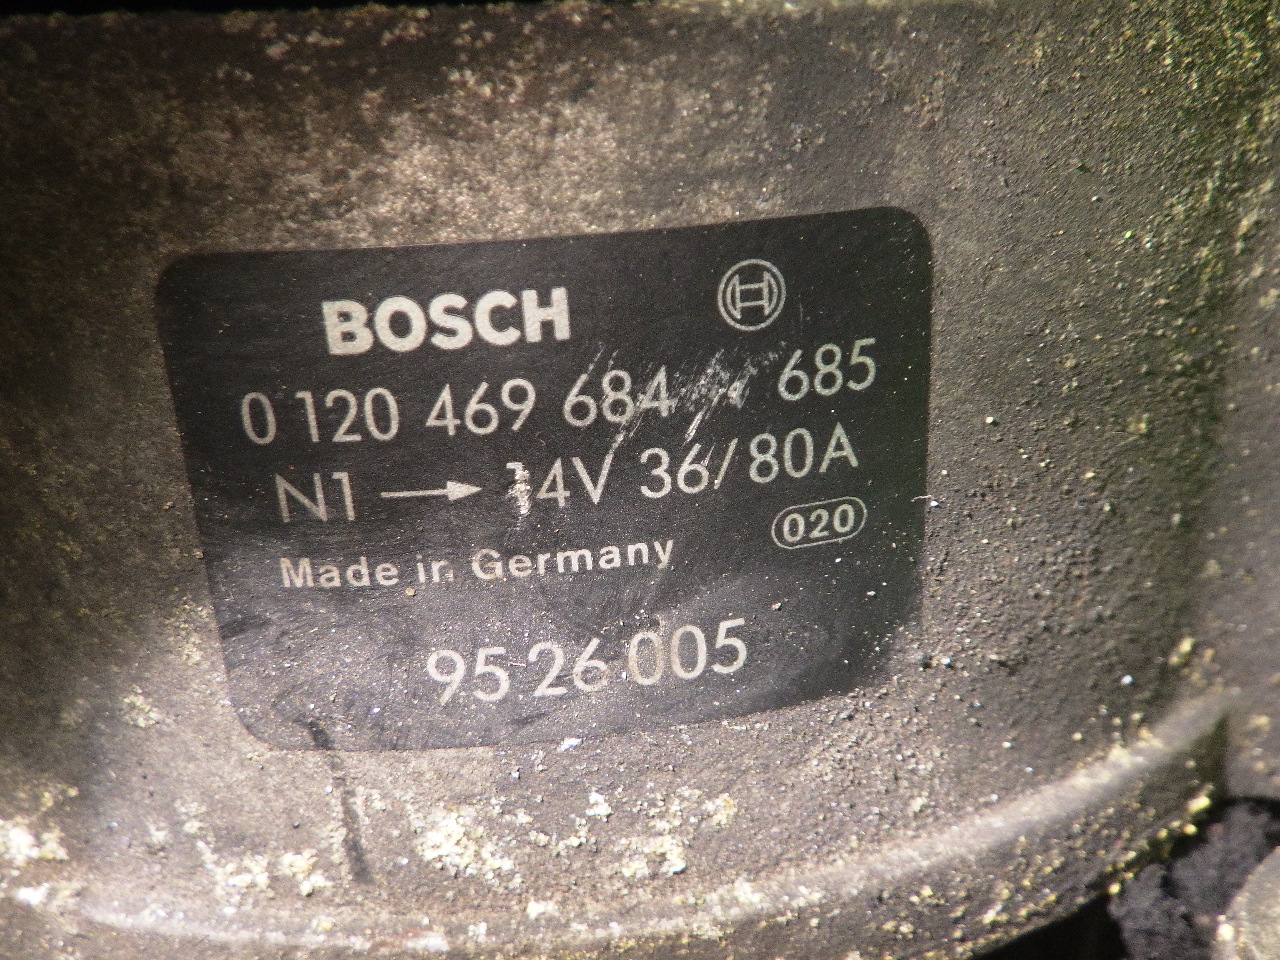 BOSCH
0 120 469 684 685
N1 → 14V 36/80A
020
Made in Germany
95 26 005